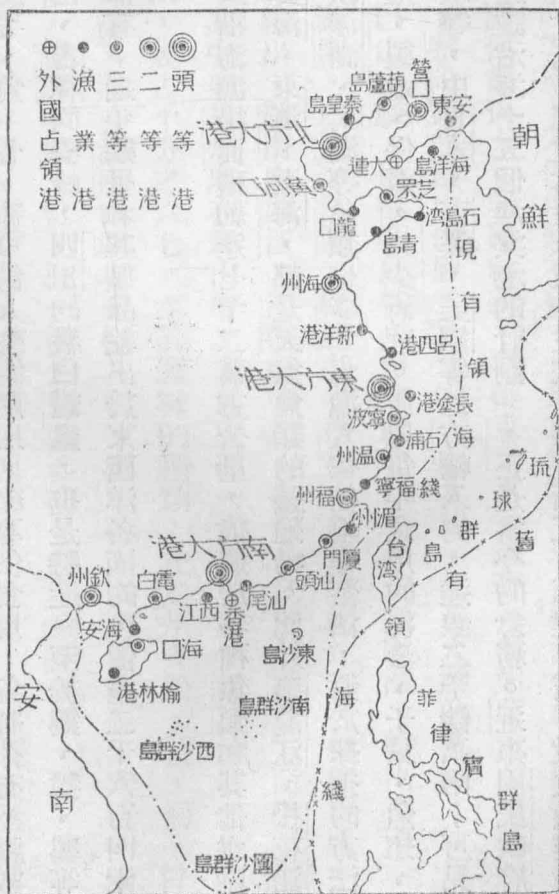 頭等港
二等港
三等港
漁業港
外國占領港
朝鮮
安東
營口
葫蘆島
秦皇島
北方大港
海洋島
大連
芝罘
龍口
石島湾
青島
海州
新洋港
呂四港
東方大港
長塗港
寧波
石浦
温州
福寧
福州
湄州
廈門
汕頭
汕尾
香港
南方大港
西江
電白
欽州
海安
海口
榆林港
台湾
琉球群島
現有領海綫
舊有領海綫
東沙島
南沙群島
西沙群島
團沙群島
菲律賓群島
安南